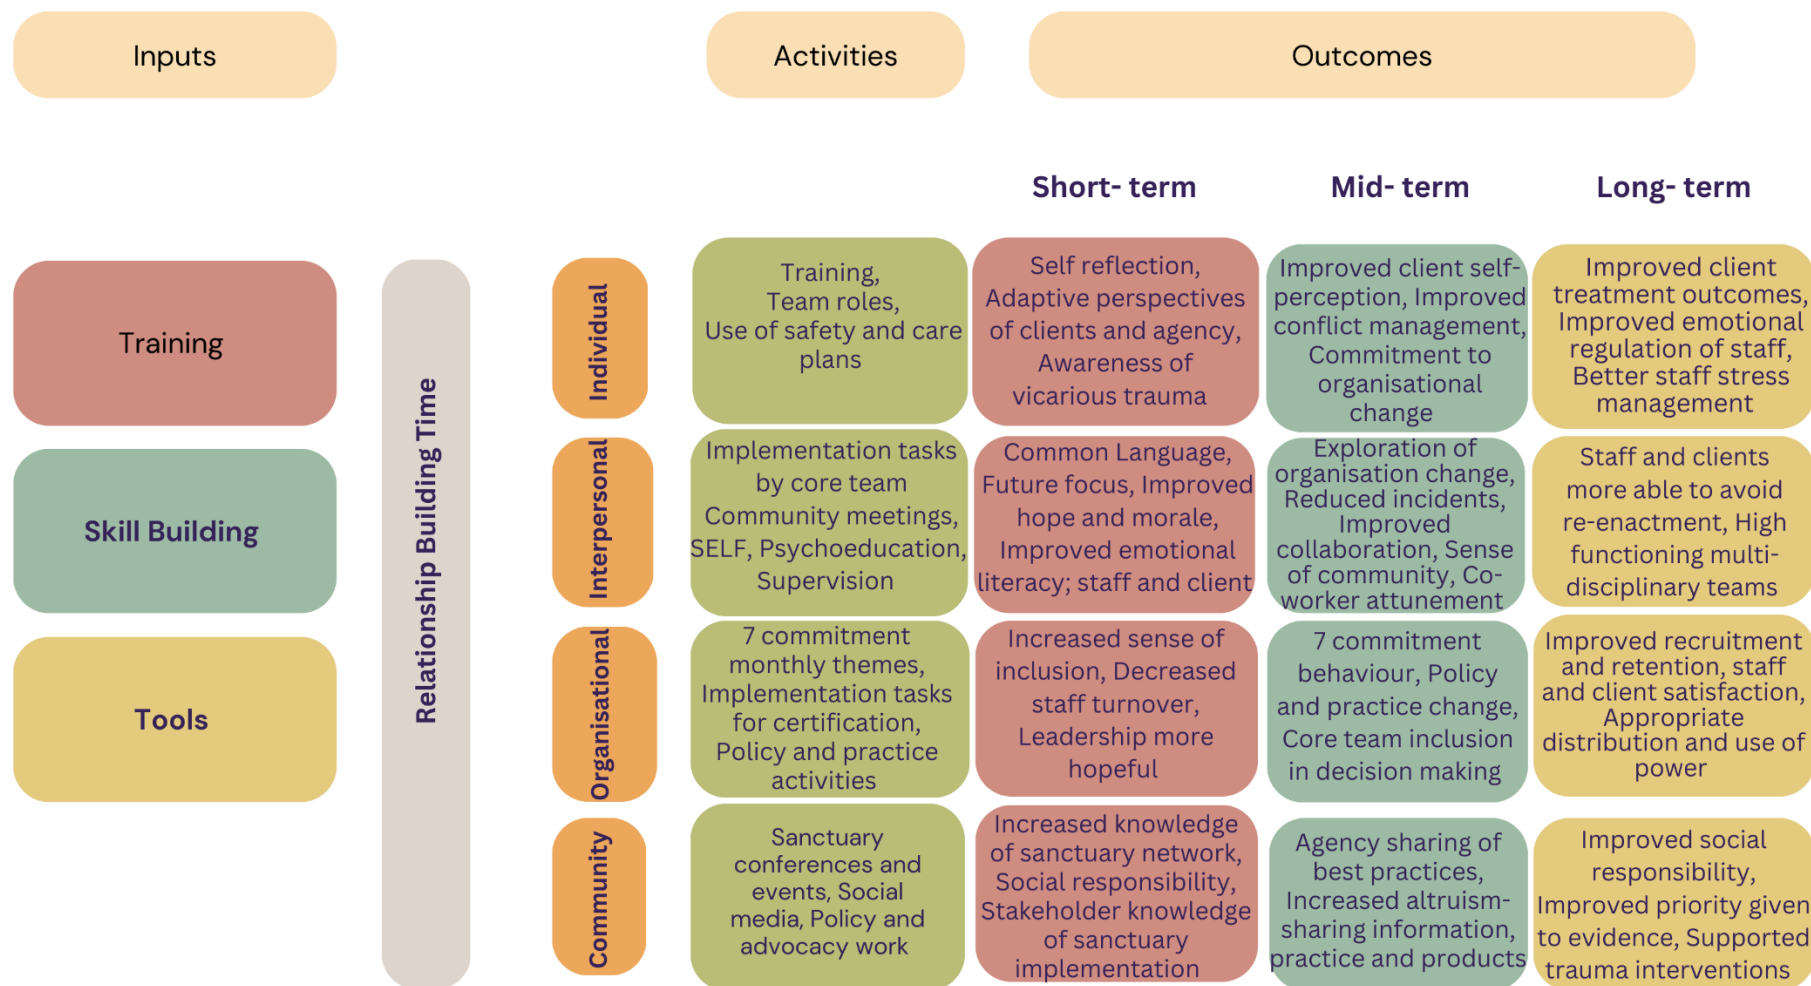 Inputs
Activities
Outcomes
Short- term
Mid- term
Long- term
Training
Skill Building
Tools
Relationship Building Time
Individual
Training,
Team roles,
Use of safety and care
plans
Self reflection,
Adaptive perspectives
of clients and agency,
Awareness of
vicarious trauma
Improved client self-
perception, Improved
conflict management,
Commitment to
organisational
change
Improved client
treatment outcomes,
Improved emotional
regulation of staff,
Better staff stress
management
Interpersonal
Implementation tasks
by core team
Community meetings,
SELF, Psychoeducation,
Supervision
Common Language,
Future focus, Improved
hope and morale,
Improved emotional
literacy; staff and client
Exploration of
organisation change,
Reduced incidents,
Improved
collaboration, Sense
of community, Co-
worker attunement
Staff and clients
more able to avoid
re-enactment, High
functioning multi-
disciplinary teams
Organisational
7 commitment
monthly themes,
Implementation tasks
for certification,
Policy and practice
activities
Increased sense of
inclusion, Decreased
staff turnover,
Leadership more
hopeful
7 commitment
behaviour, Policy
and practice change,
Core team inclusion
in decision making
Improved recruitment
and retention, staff
and client satisfaction,
Appropriate
distribution and use of
power
Community
Sanctuary
conferences and
events, Social
media, Policy and
advocacy work
Increased knowledge
of sanctuary network,
Social responsibility,
Stakeholder knowledge
of sanctuary
implementation
Agency sharing of
best practices,
Increased altruism-
sharing information,
practice and products
Improved social
responsibility,
Improved priority given
to evidence, Supported
trauma interventions